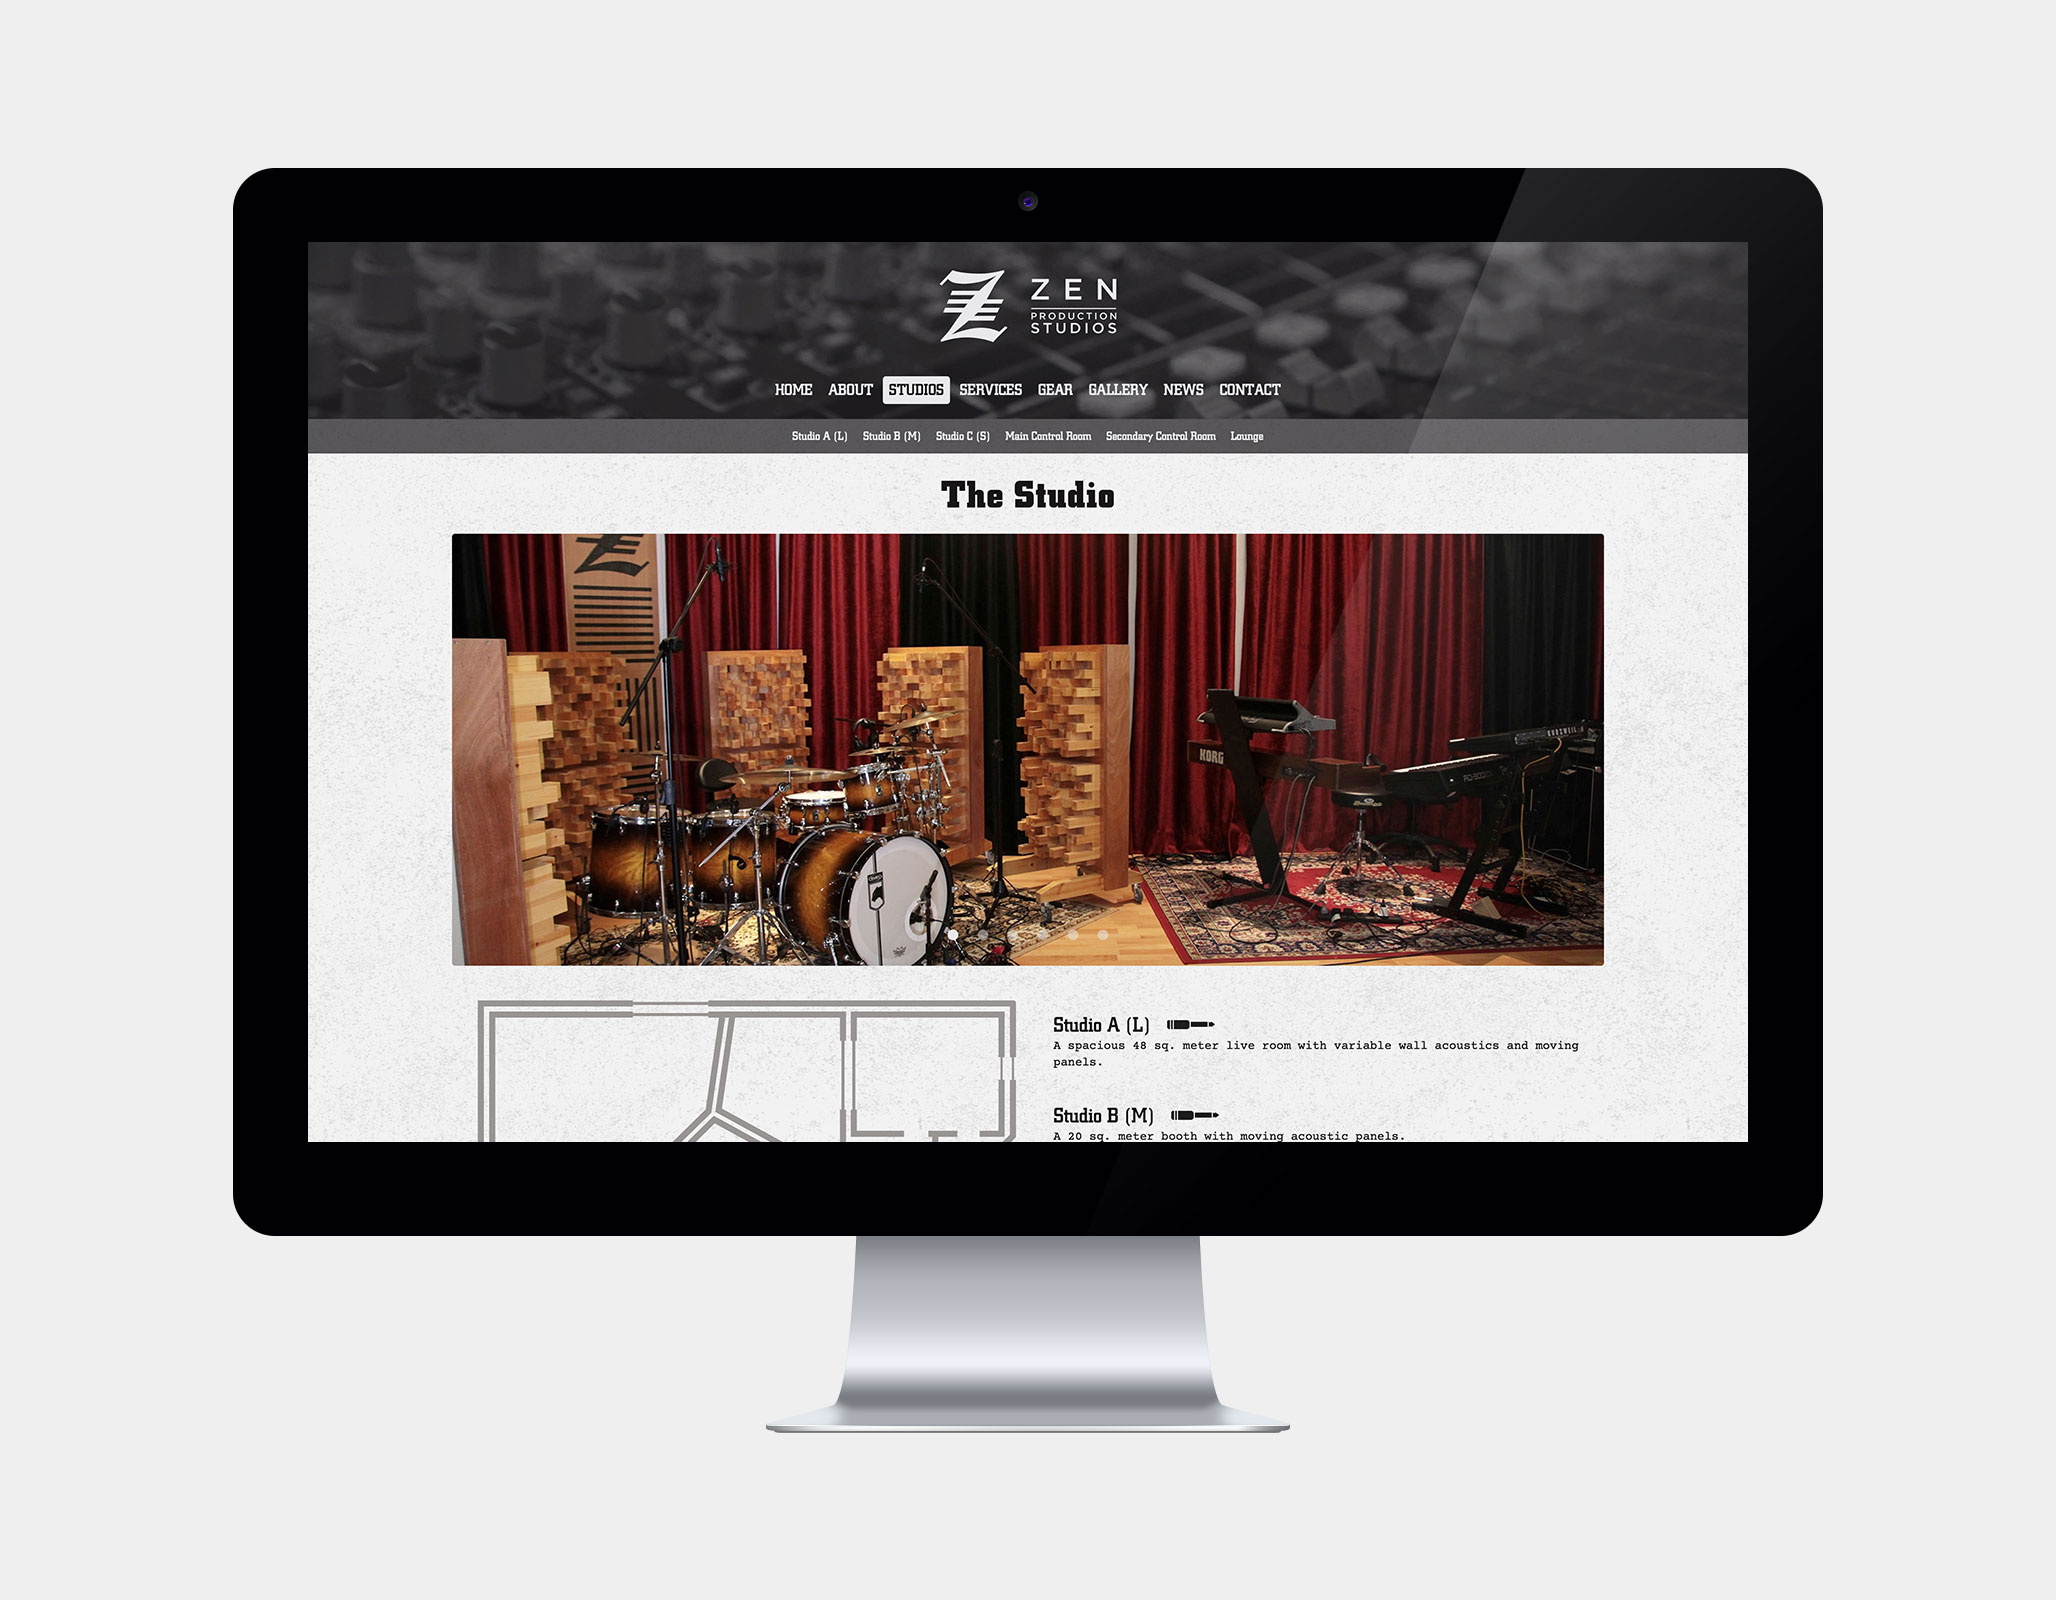 ZEN
PRODUCTION
STUDIOS
HOME ABOUT STUDIOS SERVICES GEAR GALLERY NEWS CONTACT
Studio A (L) Studio B (M) Studio C (S) Main Control Room Secondary Control Room Lounge
The Studio
KORG
KURZWEIL
Studio A (L)
A spacious 48 sq. meter live room with variable wall acoustics and moving
panels.
Studio B (M)
A 20 sq. meter booth with moving acoustic panels.